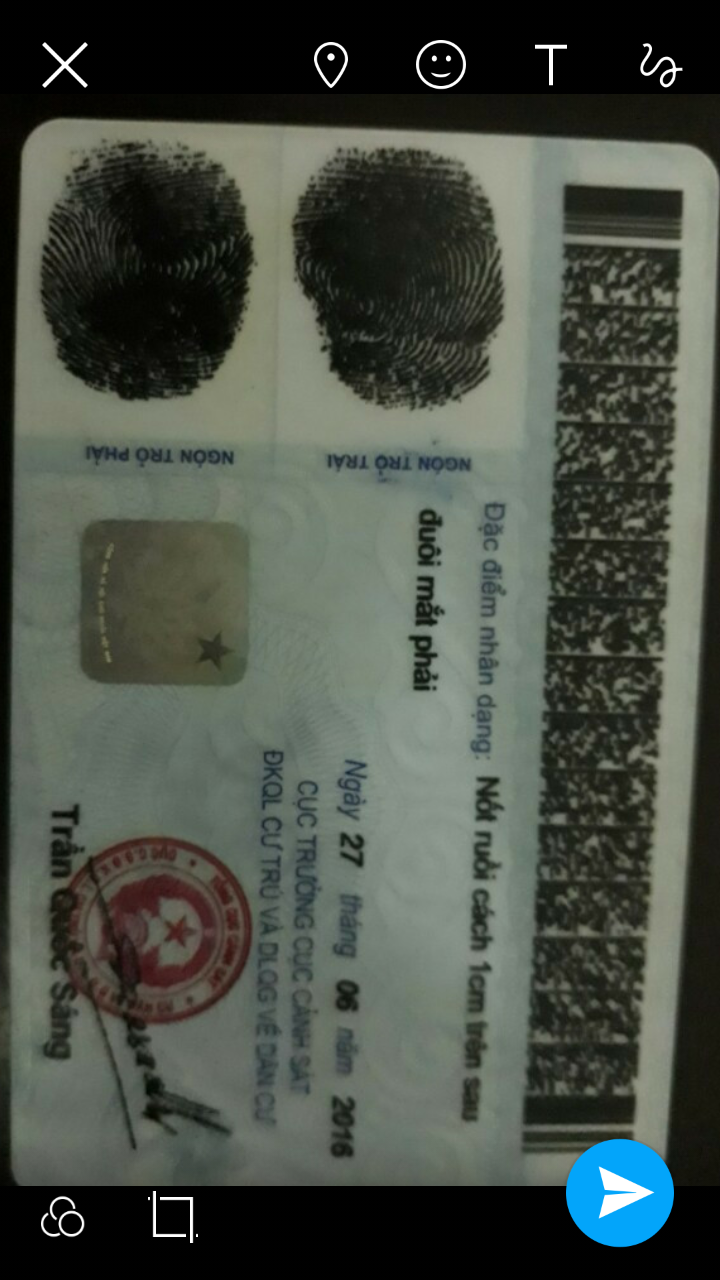 T
Đặc điểm nhân dạng: Nốt ruồi cách 1cm trên sau
đuôi mắt phải
NGÓN TRỎ TRÁI
NGÓN TRỎ PHẢI
Ngày 27 tháng 06 năm 2016
CỤC TRƯỞNG CỤC CẢNH SÁT
ĐKQL CƯ TRÚ VÀ DLQG VỀ DÂN CƯ
Trần Quốc Sáng